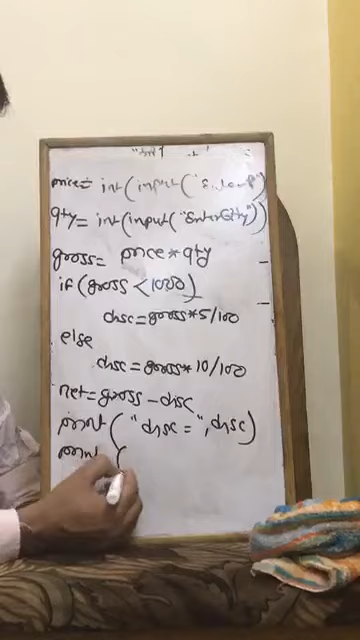 price= int(input("Enter p")
qty= int(input("Enter Qty"))
gross= price*qty
if (gross < 1000)
disc=gross*5/100
else
disc=gross*10/100
net=gross-disc
print("disc=",disc)
print (